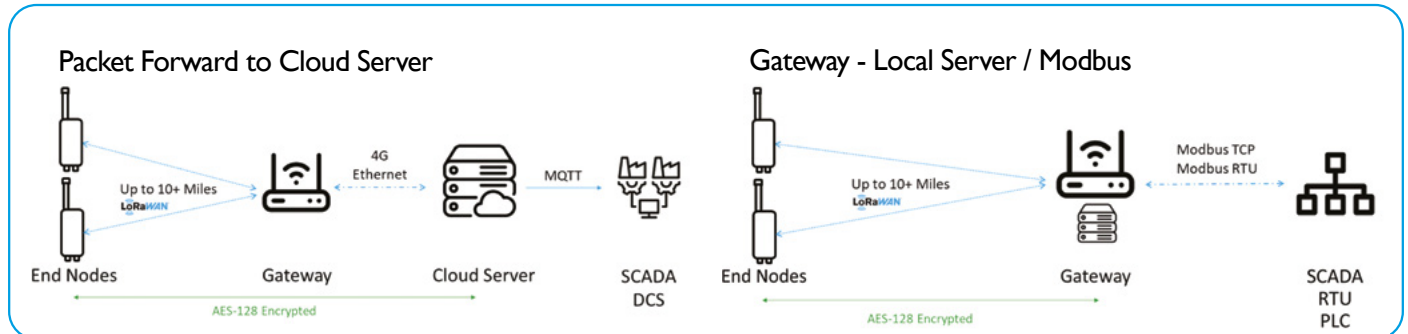 Packet Forward to Cloud Server
4G
Ethernet
MQTT
Up to 10+ Miles
LoRaWAN
End Nodes
Gateway
Cloud Server
SCADA
DCS
AES-128 Encrypted
Gateway - Local Server / Modbus
Modbus TCP
Modbus RTU
Up to 10+ Miles
LoRaWAN
Gateway
SCADA
RTU
PLC
End Nodes
AES-128 Encrypted